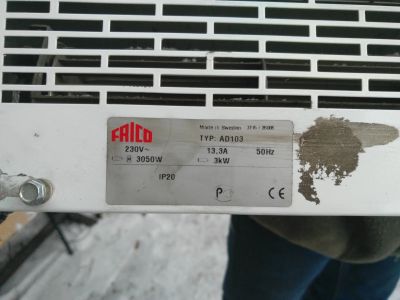 FRICO
Made in Sweden
TYP: AD103
230V~ 13,3A 50Hz
3050W 3kW
IP20
CE